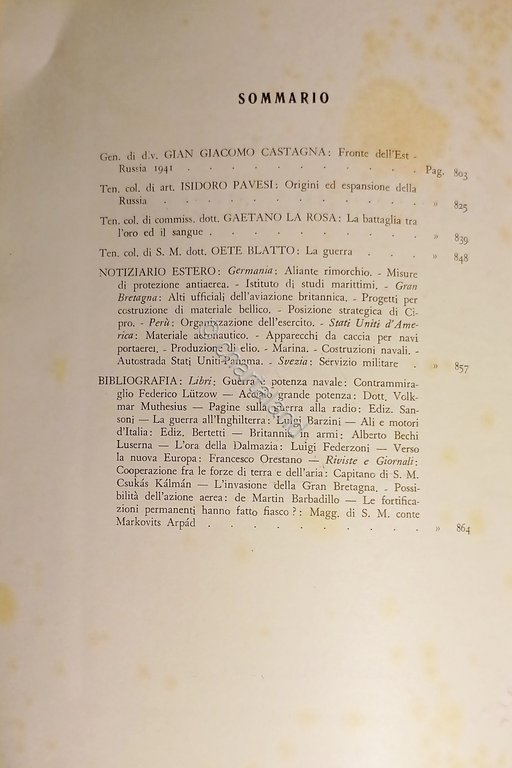 SOMMARIO
Gen. di d.v. GIAN GIACOMO CASTAGNA: Fronte dell'Est -
Russia 1941 . . . . . . . . . . . Pag. 803
Ten. col. di art. ISIDORO PAVESI: Origini ed espansione della
Russia . . . . . . . . . . . » 825
Ten. col. di commiss. dott. GAETANO LA ROSA: La battaglia tra
l'oro ed il sangue . . . . . . . . . » 839
Ten. col. di S. M. dott. OETE BLATTO: La guerra . . . . » 848
NOTIZIARIO ESTERO: Germania: Aliante rimorchio. - Misure
di protezione antiaerea. - Istituto di studi marittimi. - Gran
Bretagna: Alti ufficiali dell'aviazione britannica. - Progetti per
costruzione di materiale bellico. - Posizione strategica di Ci-
pro. - Perù: Organizzazione dell'esercito. - Stati Uniti d'Ame-
rica: Materiale aeronautico. - Apparecchi da caccia per navi
portaerei. - Produzione di elio. - Marina. - Costruzioni navali. -
Autostrada Stati Uniti-Panama. - Svezia: Servizio militare . » 857
BIBLIOGRAFIA: Libri: Guerra e potenza navale: Contrammira-
glio Federico Lützow — grande potenza: Dott. Volk-
mar Muthesius — Pagine sulla guerra alla radio: Ediz. San-
soni — La guerra all'Inghilterra: Luigi Barzini — Ali e motori
d'Italia: Ediz. Bertetti — Britannia in armi: Alberto Bechi
Luserna — L'ora della Dalmazia: Luigi Federzoni — Verso
la nuova Europa: Francesco Orestano — Riviste e Giornali:
Cooperazione fra le forze di terra e dell'aria: Capitano di S. M.
Csukás Kálmán — L'invasione della Gran Bretagna. - Possi-
bilità dell'azione aerea: de Martin Barbadillo — Le fortifica-
zioni permanenti hanno fatto fiasco?: Magg. di S. M. conte
Markovits Arpád . . . . . . . . . » 864